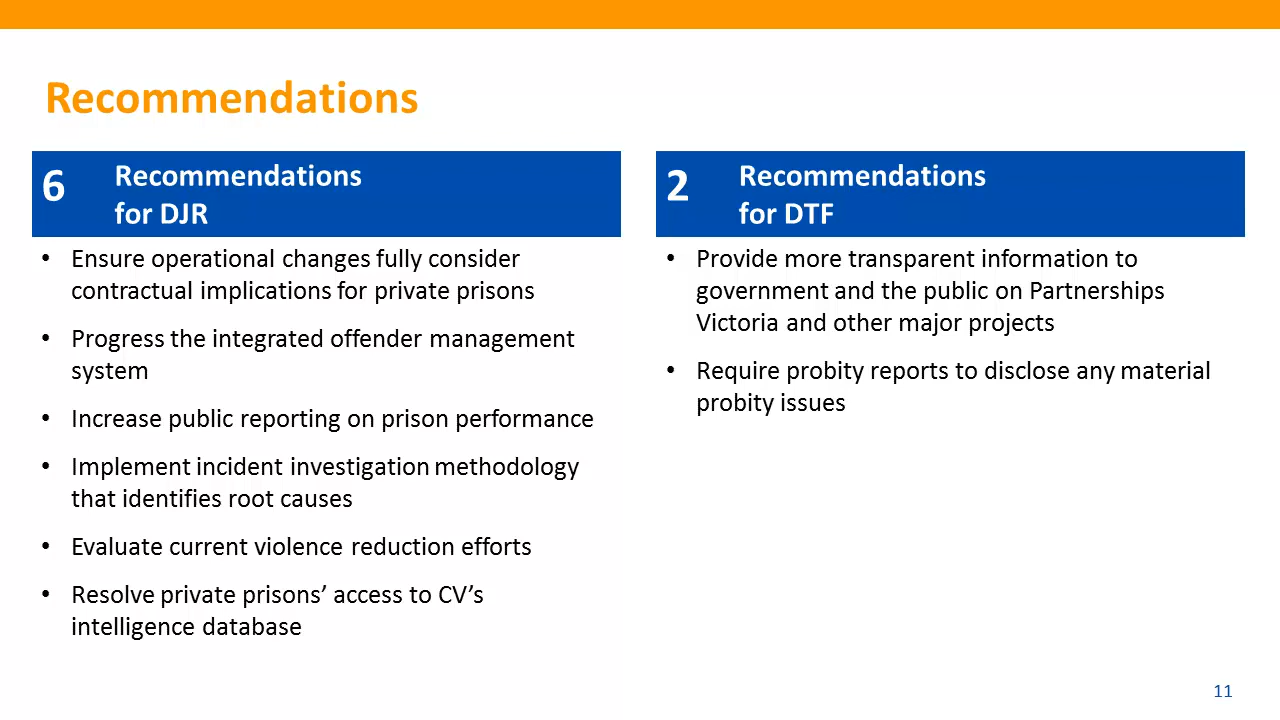 Recommendations
6 Recommendations
for DJR
• Ensure operational changes fully consider
contractual implications for private prisons
• Progress the integrated offender management
system
• Increase public reporting on prison performance
• Implement incident investigation methodology
that identifies root causes
• Evaluate current violence reduction efforts
• Resolve private prisons’ access to CV’s
intelligence database
2 Recommendations
for DTF
• Provide more transparent information to
government and the public on Partnerships
Victoria and other major projects
• Require probity reports to disclose any material
probity issues
11